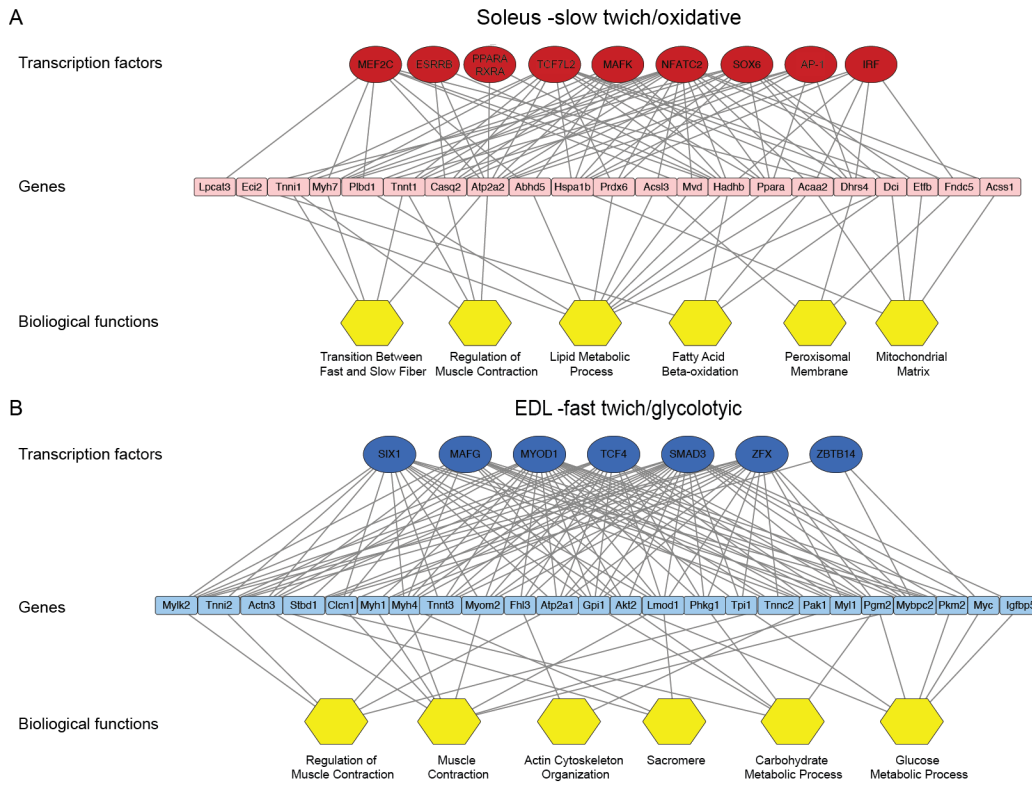 A
Soleus -slow twich/oxidative
Transcription factors
MEF2C
ESRRB
PPARA
RXRA
TCF7L2
MAFK
NFATC2
SOX6
AP-1
IRF
Genes
Lpcat3
Eci2
Tnni1
Myh7
Plbd1
Tnnt1
Casq2
Atp2a2
Abhd5
Hspa1b
Prdx6
Acsl3
Mvd
Hadhb
Ppara
Acaa2
Dhrs4
Dci
Etfb
Fndc5
Acss1
Bioliogical functions
Transition Between
Fast and Slow Fiber
Regulation of
Muscle Contraction
Lipid Metabolic
Process
Fatty Acid
Beta-oxidation
Peroxisomal
Membrane
Mitochondrial
Matrix
B
EDL -fast twich/glycolotyic
Transcription factors
SIX1
MAFG
MYOD1
TCF4
SMAD3
ZFX
ZBTB14
Genes
Mylk2
Tnni2
Actn3
Stbd1
Clcn1
Myh1
Myh4
Tnnt3
Myom2
Fhl3
Atp2a1
Gpi1
Akt2
Lmod1
Phkg1
Tpi1
Tnnc2
Pak1
Myl1
Pgm2
Mybpc2
Pkm2
Myc
Igfbp5
Bioliogical functions
Regulation of
Muscle Contraction
Muscle
Contraction
Actin Cytoskeleton
Organization
Sacromere
Carbohydrate
Metabolic Process
Glucose
Metabolic Process